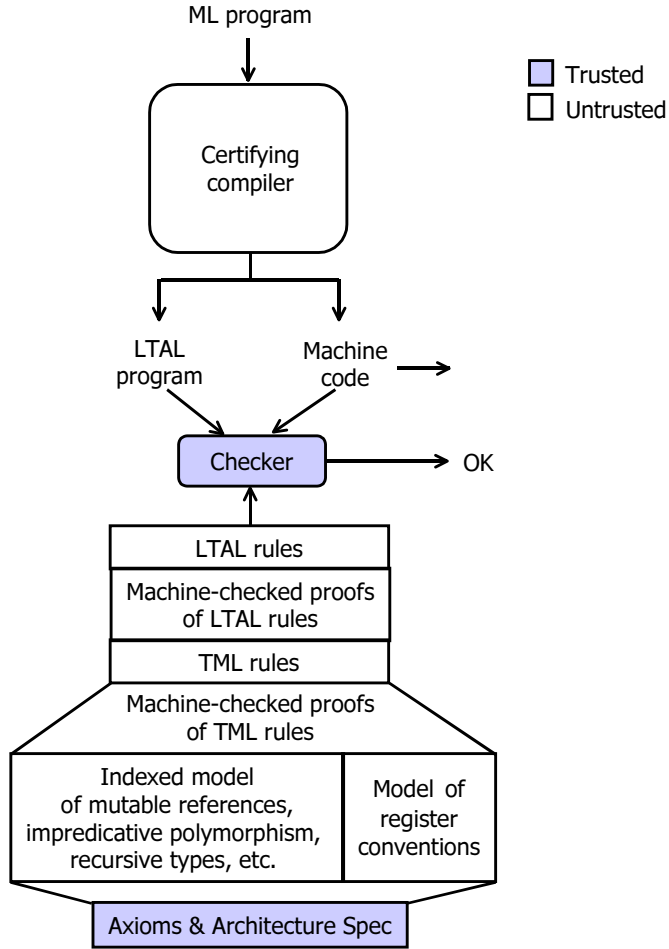 ML program
Trusted
Untrusted
Certifying
compiler
LTAL
program
Machine
code
Checker
OK
LTAL rules
Machine-checked proofs
of LTAL rules
TML rules
Machine-checked proofs
of TML rules
Indexed model
of mutable references,
impredicative polymorphism,
recursive types, etc.
Model of
register
conventions
Axioms & Architecture Spec